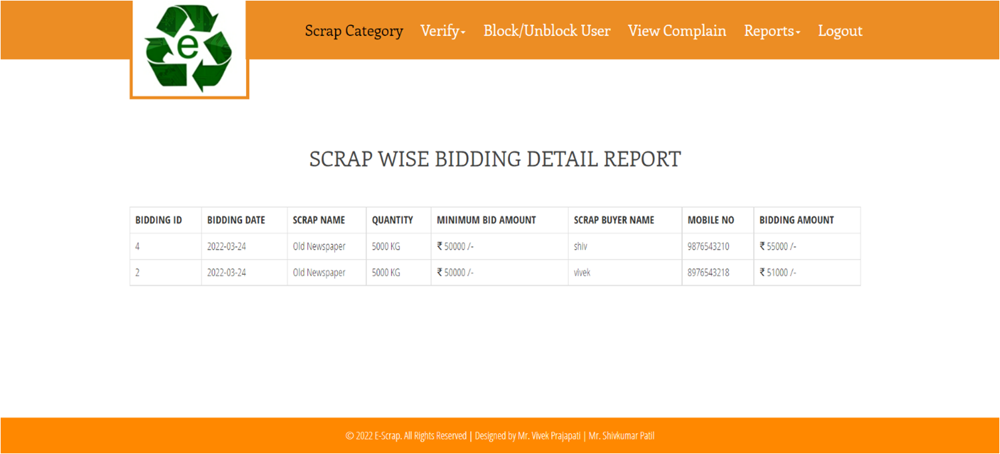 e
Scrap Category Verify Block/Unblock User View Complain Reports Logout
SCRAP WISE BIDDING DETAIL REPORT
BIDDING ID BIDDING DATE SCRAP NAME QUANTITY MINIMUM BID AMOUNT SCRAP BUYER NAME MOBILE NO BIDDING AMOUNT
4 2022-03-24 Old Newspaper 5000 KG ₹ 50000 /- shiv 9876543210 ₹ 55000 /-
2 2022-03-24 Old Newspaper 5000 KG ₹ 50000 /- vivek 8976543218 ₹ 51000 /-
© 2022 E-Scrap. All Rights Reserved | Designed by Mr. Vivek Prajapati | Mr. Shivkumar Patil